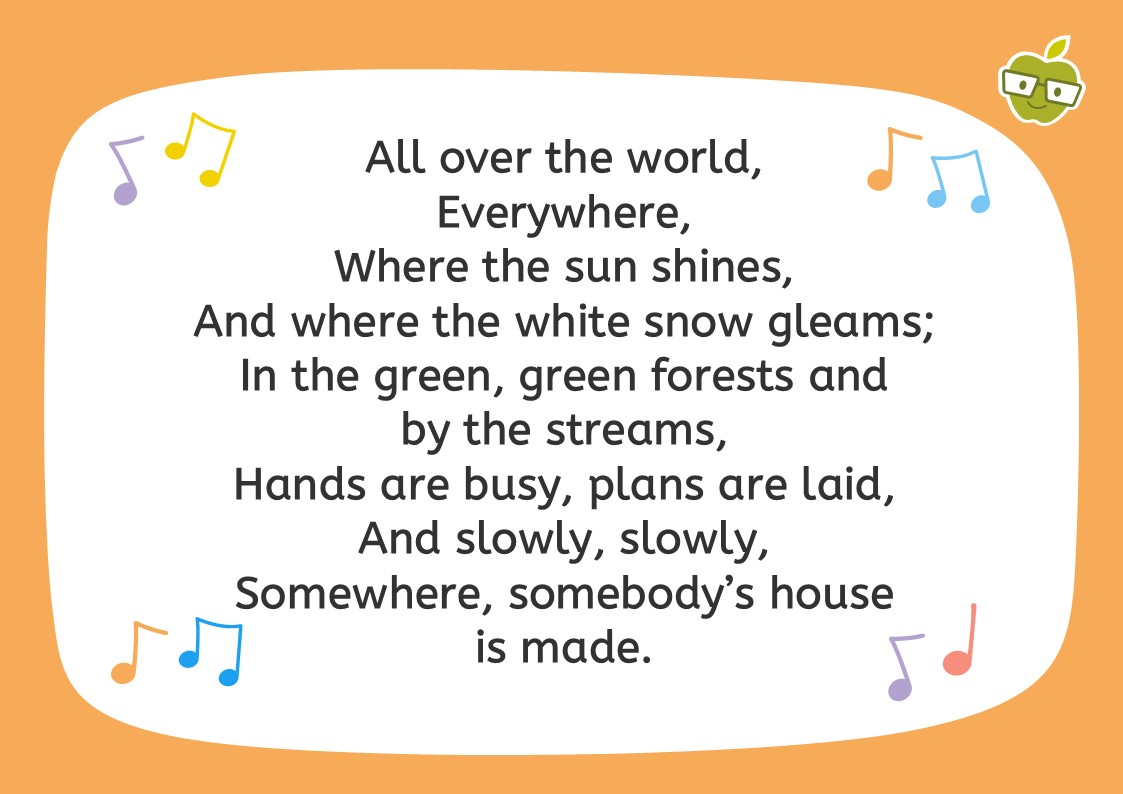 All over the world,
Everywhere,
Where the sun shines,
And where the white snow gleams;
In the green, green forests and
by the streams,
Hands are busy, plans are laid,
And slowly, slowly,
Somewhere, somebody’s house
is made.